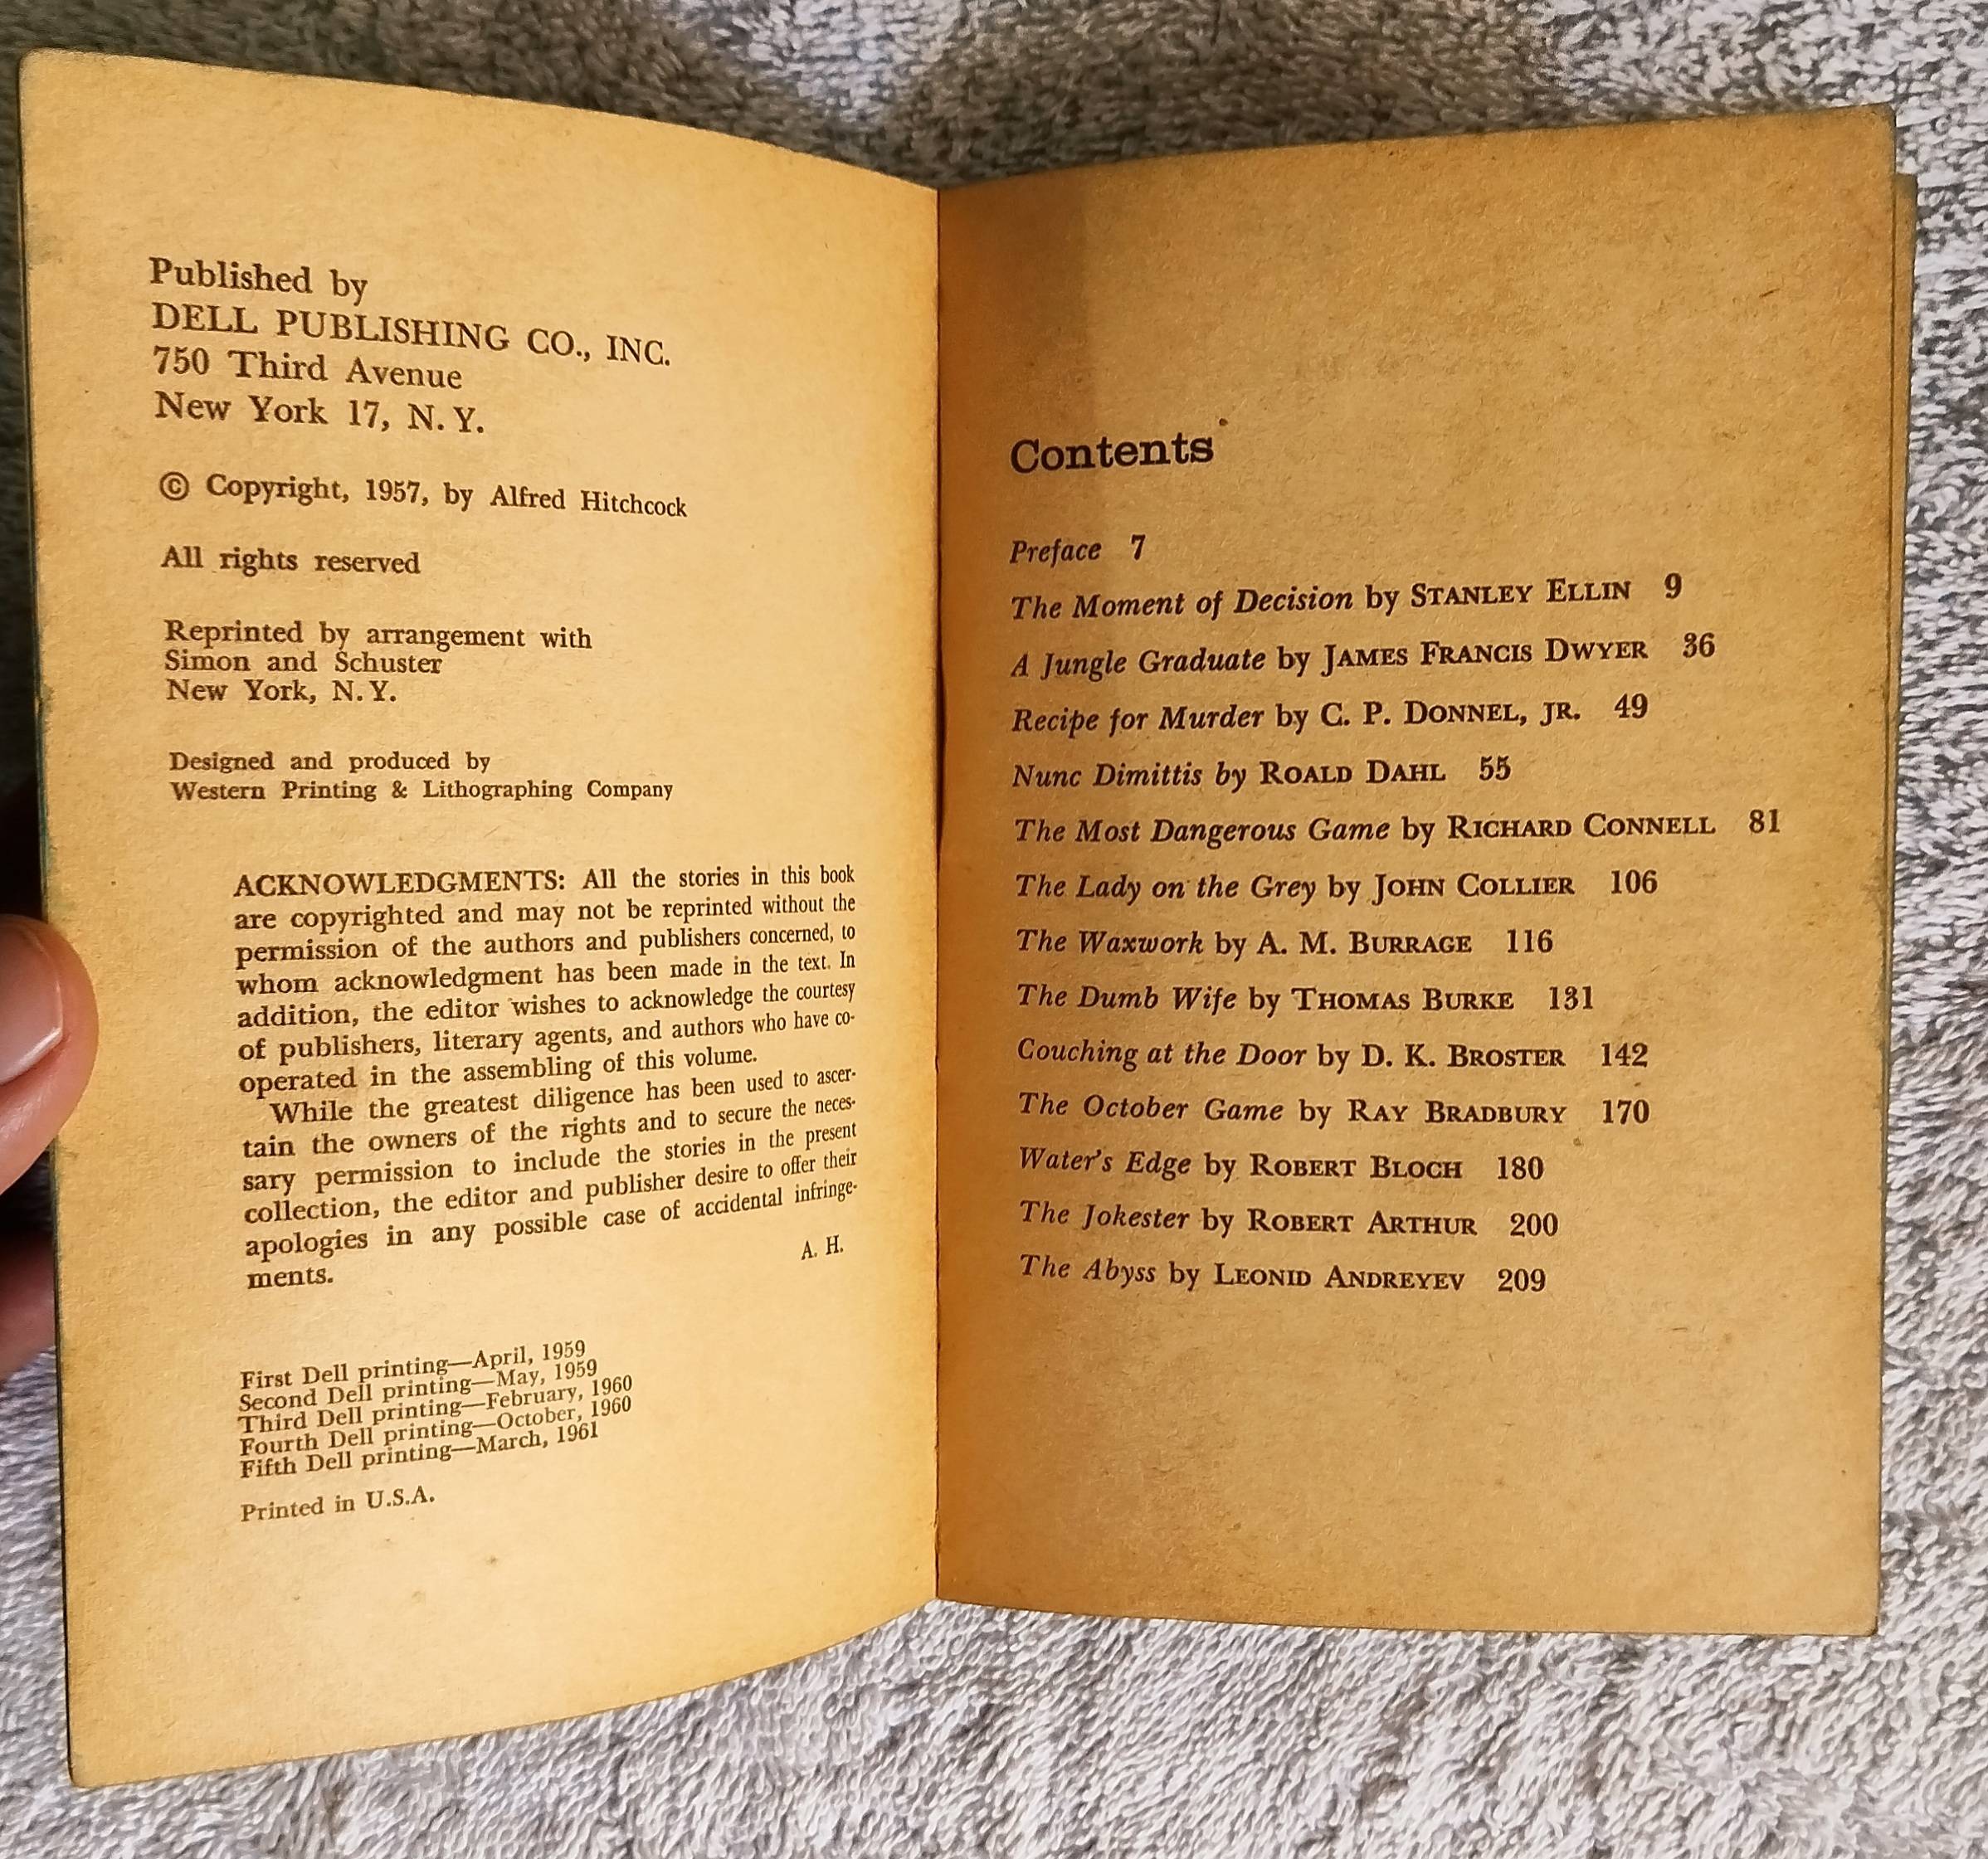 Published by
DELL PUBLISHING CO., INC.
750 Third Avenue
New York 17, N.Y.
© Copyright, 1957, by Alfred Hitchcock
All rights reserved
Reprinted by arrangement with
Simon and Schuster
New York, N.Y.
Designed and produced by
Western Printing & Lithographing Company
ACKNOWLEDGMENTS: All the stories in this book
are copyrighted and may not be reprinted without the
permission of the authors and publishers concerned, to
whom acknowledgment has been made in the text. In
addition, the editor wishes to acknowledge the courtesy
of publishers, literary agents, and authors who have co-
operated in the assembling of this volume.
While the greatest diligence has been used to ascer-
tain the owners of the rights and to secure the neces-
sary permission to include the stories in the present
collection, the editor and publisher desire to offer their
apologies in any possible case of accidental infringe-
ments.
A. H.
First Dell printing—April, 1959
Second Dell printing—May, 1959
Third Dell printing—February, 1960
Fourth Dell printing—October, 1960
Fifth Dell printing—March, 1961
Printed in U.S.A.
Contents
Preface 7
The Moment of Decision by STANLEY ELLIN 9
A Jungle Graduate by JAMES FRANCIS DWYER 36
Recipe for Murder by C. P. DONNEL, JR. 49
Nunc Dimittis by ROALD DAHL 55
The Most Dangerous Game by RICHARD CONNELL 81
The Lady on the Grey by JOHN COLLIER 106
The Waxwork by A. M. BURRAGE 116
The Dumb Wife by THOMAS BURKE 131
Couching at the Door by D. K. BROSTER 142
The October Game by RAY BRADBURY 170
Water's Edge by ROBERT BLOCH 180
The Jokester by ROBERT ARTHUR 200
The Abyss by LEONID ANDREYEV 209